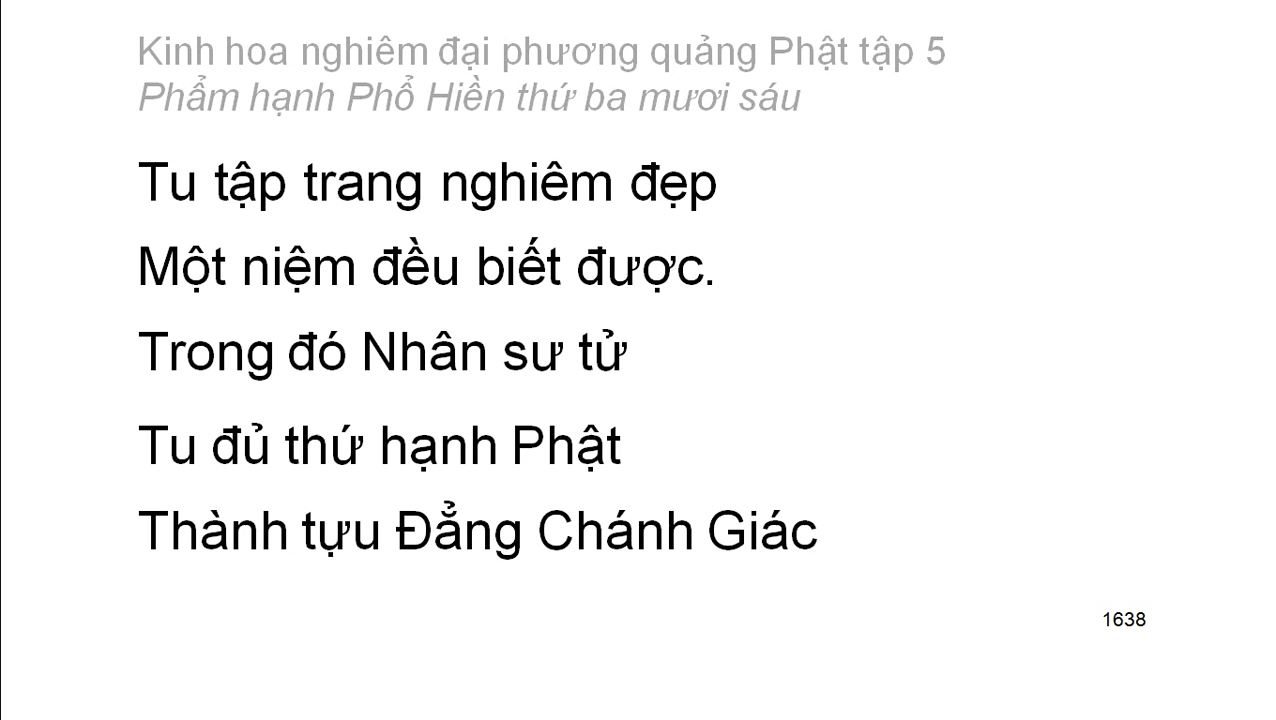 Kinh hoa nghiêm đại phương quảng Phật tập 5
Phẩm hạnh Phổ Hiền thứ ba mươi sáu
Tu tập trang nghiêm đẹp
Một niệm đều biết được.
Trong đó Nhân sư tử
Tu đủ thứ hạnh Phật
Thành tựu Đẳng Chánh Giác
1638